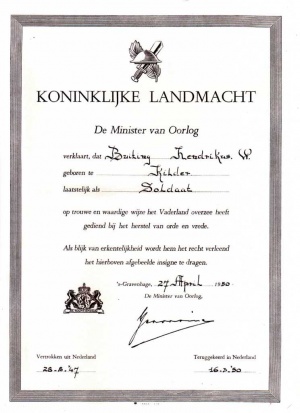 KONINKLIJKE LANDMACHT
De Minister van Oorlog
verklaart, dat Buiting Hendrikus. W.
geboren te Kilder
laatstelijk als Soldaat
op trouwe en waardige wijze het Vaderland overzee heeft
gediend bij het herstel van orde en vrede.
Als blijk van erkentelijkheid wordt hem het recht verleend
het hierboven afgebeelde insigne te dragen.
's-Gravenhage, 27 April 1950
De Minister van Oorlog,
Vertrokken uit Nederland
Teruggekeerd in Nederland
28.8.'47
16.3.'50